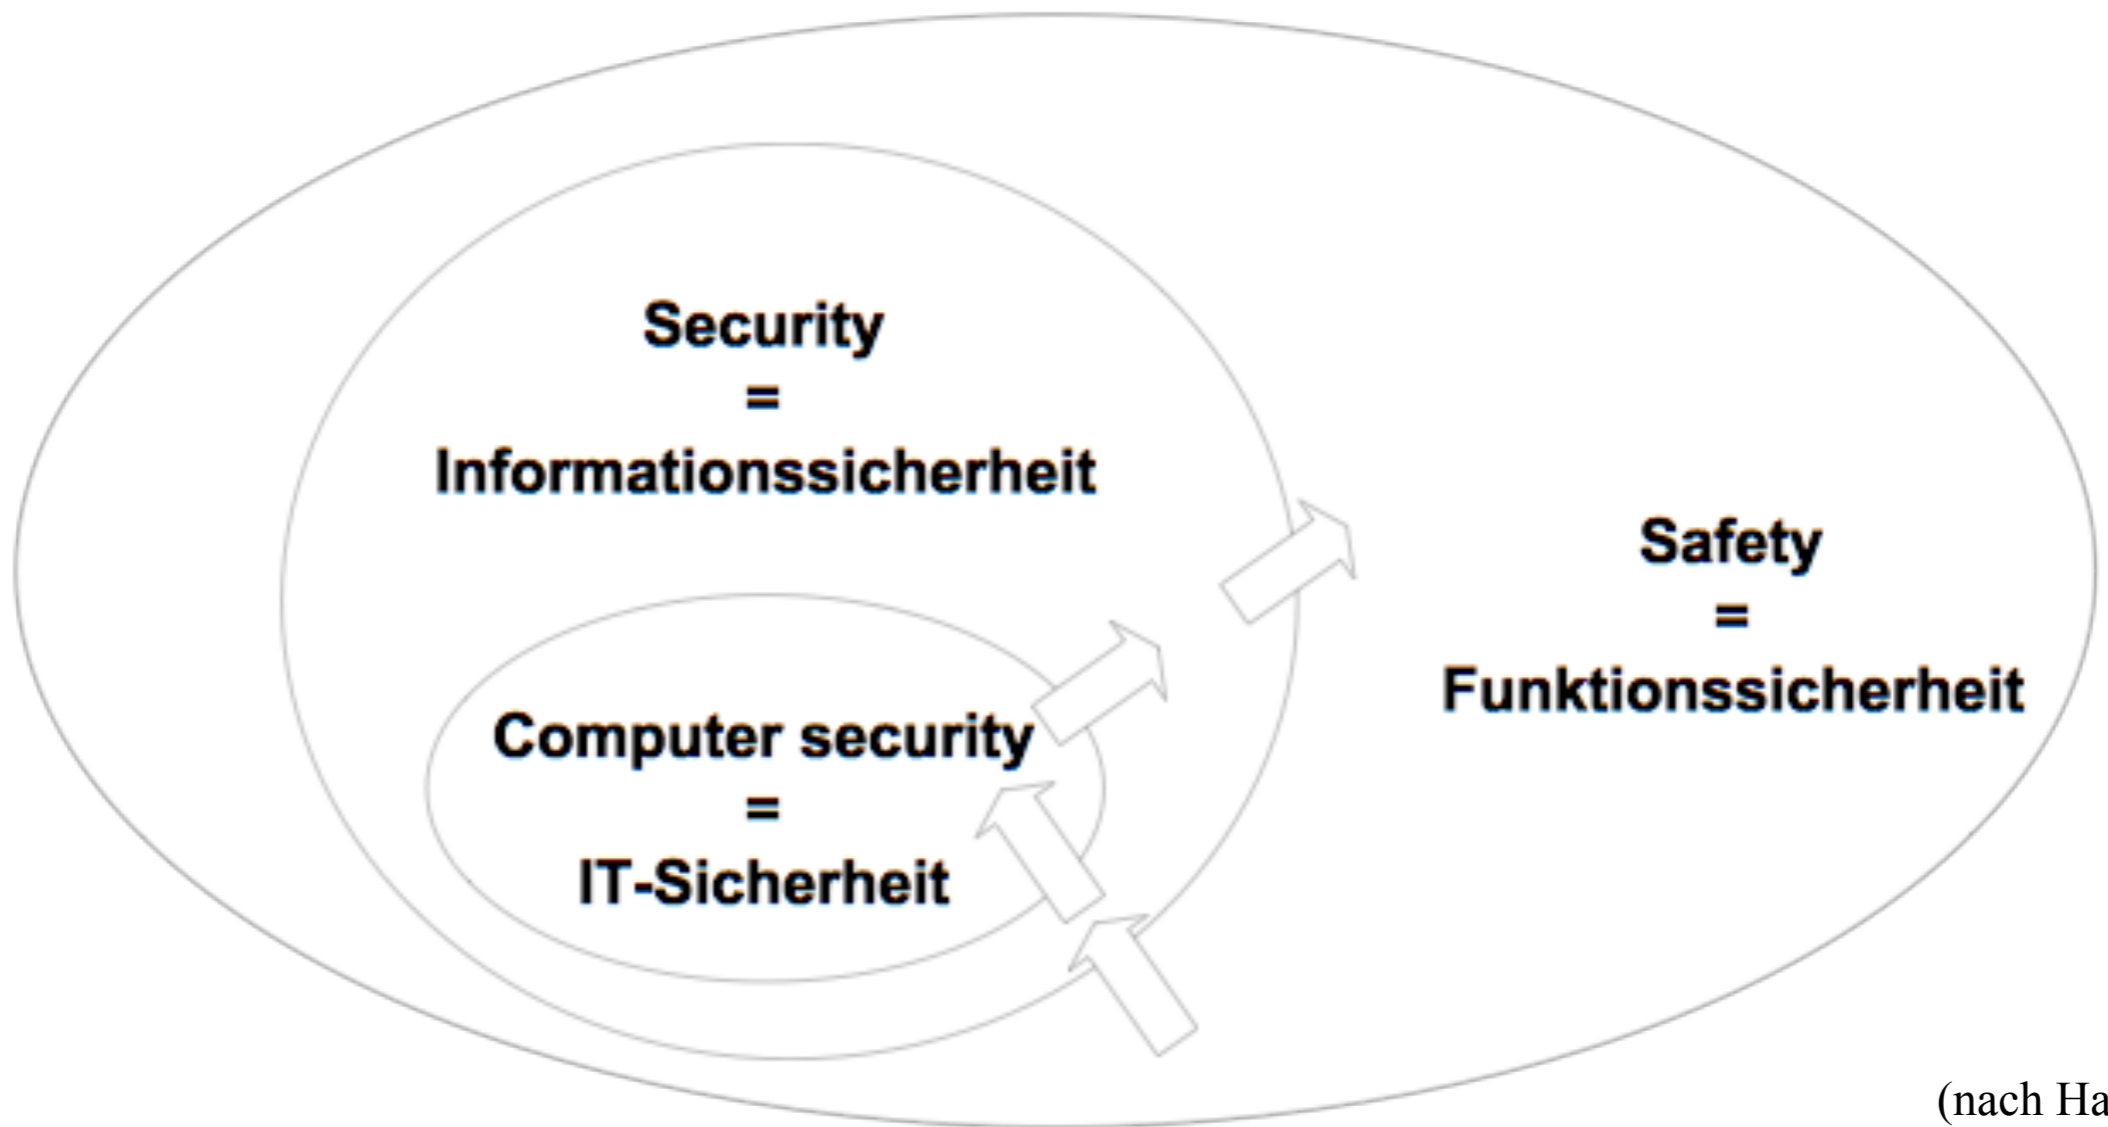 Security
=
Informationssicherheit
Safety
=
Funktionssicherheit
Computer security
=
IT-Sicherheit
(nach Ha